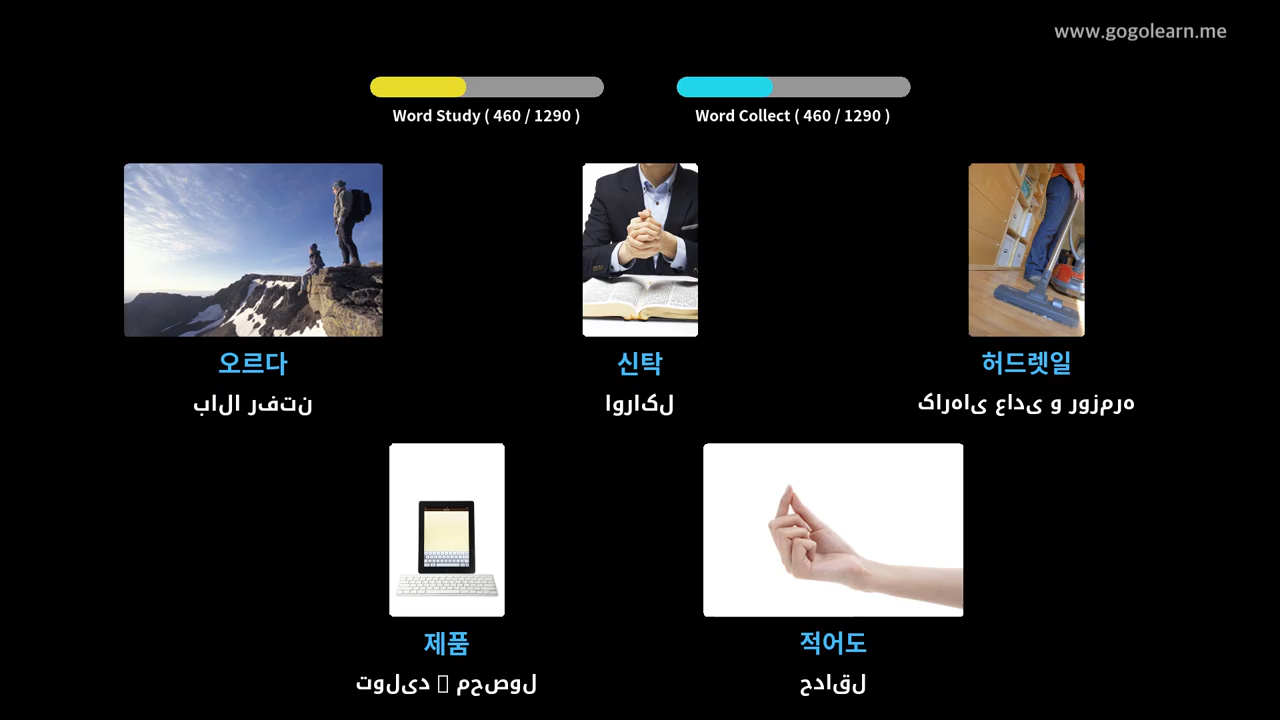 www.gogolearn.me
Word Study ( 460 / 1290 )
Word Collect ( 460 / 1290 )
오르다
بالا رفتن
신탁
اوراکل
허드렛일
کارهای عادی و روزمره
제품
تولید □ محصول
적어도
حداقل